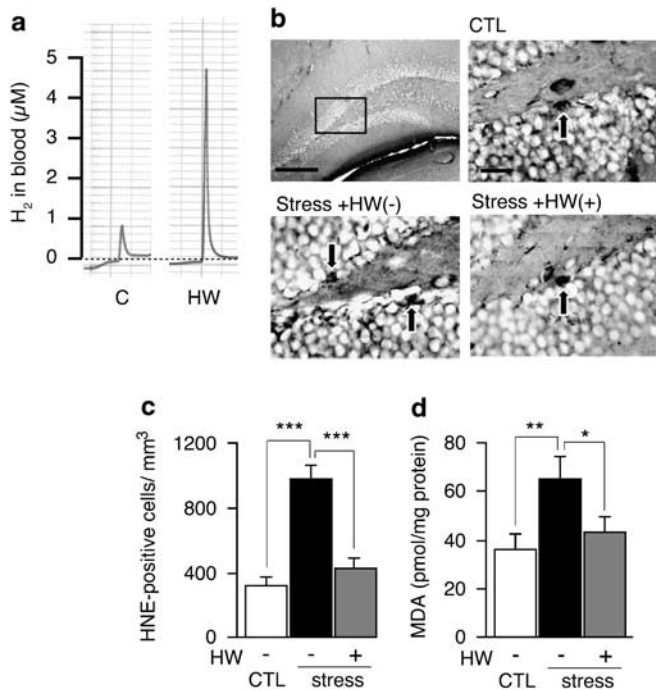 a
H2 in blood (µM)
5
4
3
2
1
0
C HW
b
CTL
Stress +HW(-) Stress +HW(+)
c
HNE-positive cells/ mm3
1200
800
400
0
*** ***
HW - - +
CTL stress
d
MDA (pmol/mg protein)
80
60
40
20
0
** *
HW - - +
CTL stress